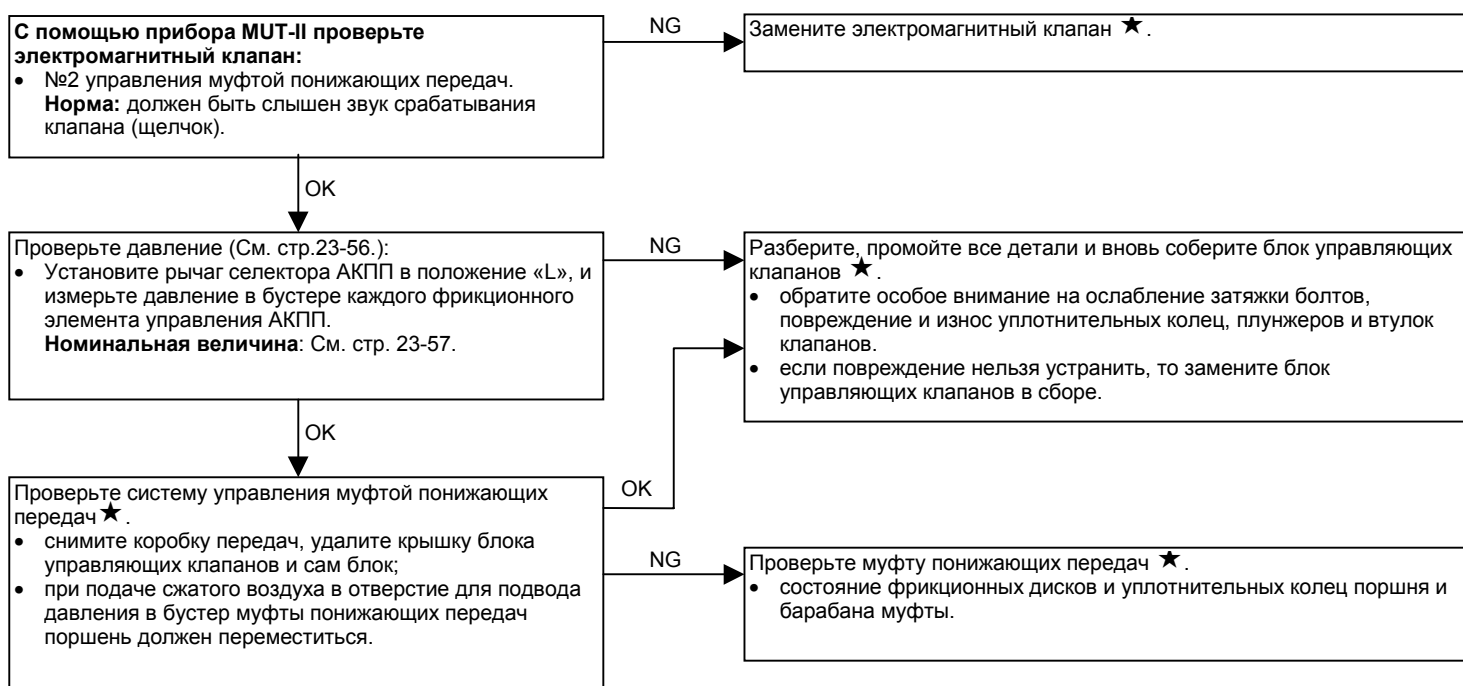 С помощью прибора MUT-II проверьте
электромагнитный клапан:
• №2 управления муфтой понижающих передач.
Норма: должен быть слышен звук срабатывания
клапана (щелчок).
NG
Замените электромагнитный клапан ★ .
OK
Проверьте давление (См. стр.23-56.):
• Установите рычаг селектора АКПП в положение «L», и
измерьте давление в бустере каждого фрикционного
элемента управления АКПП.
Номинальная величина: См. стр. 23-57.
NG
Разберите, промойте все детали и вновь соберите блок управляющих
клапанов ★ .
• обратите особое внимание на ослабление затяжки болтов,
повреждение и износ уплотнительных колец, плунжеров и втулок
клапанов.
• если повреждение нельзя устранить, то замените блок
управляющих клапанов в сборе.
OK
Проверьте систему управления муфтой понижающих
передач ★ .
• снимите коробку передач, удалите крышку блока
управляющих клапанов и сам блок;
• при подаче сжатого воздуха в отверстие для подвода
давления в бустер муфты понижающих передач
поршень должен переместиться.
OK
NG
Проверьте муфту понижающих передач ★ .
• состояние фрикционных дисков и уплотнительных колец поршня и
барабана муфты.